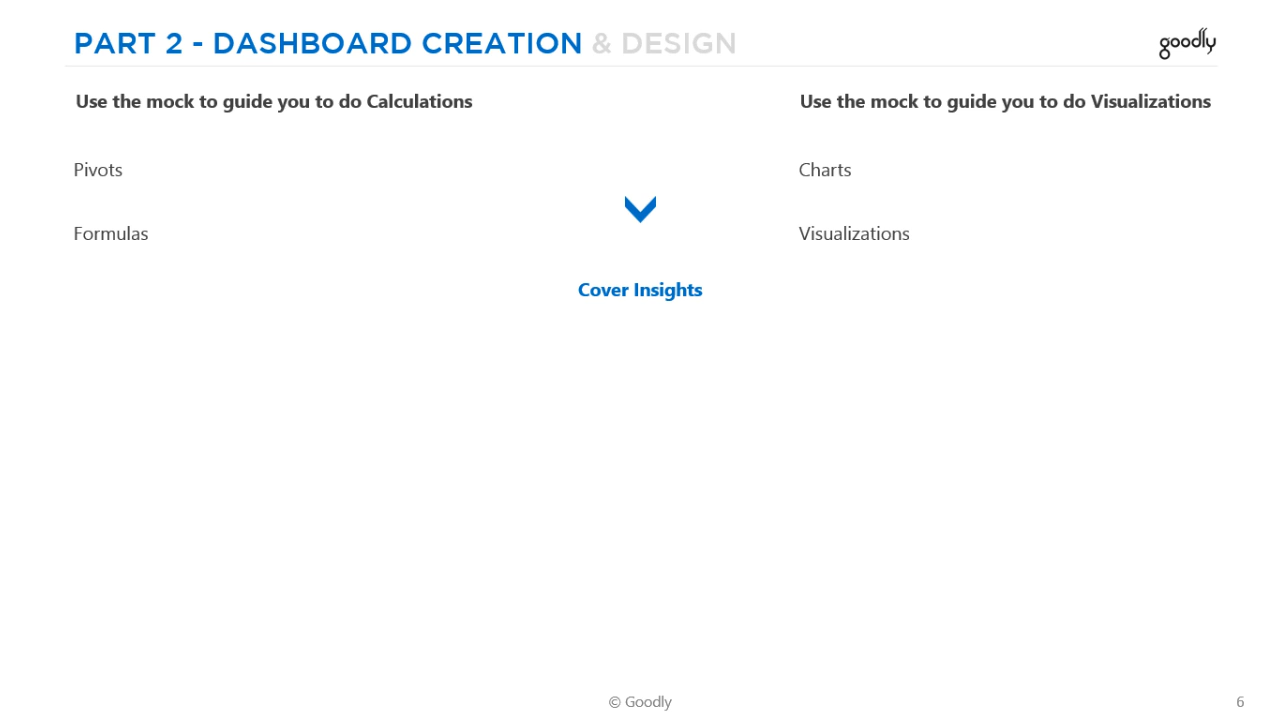 PART 2 - DASHBOARD CREATION & DESIGN
goodly
Use the mock to guide you to do Calculations
Use the mock to guide you to do Visualizations
Pivots
Charts
Formulas
Visualizations
Cover Insights
© Goodly
6